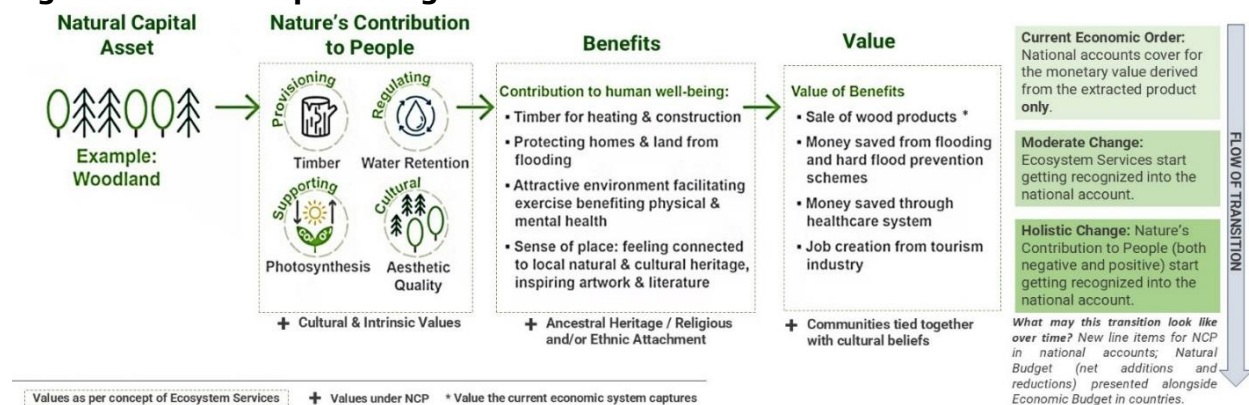 Natural Capital
Asset
Example:
Woodland
Nature's Contribution
to People
Provisioning
Timber
Regulating
Water Retention
Supporting
Photosynthesis
Cultural
Aesthetic
Quality
+ Cultural & Intrinsic Values
Benefits
Contribution to human well-being:
▪ Timber for heating & construction
▪ Protecting homes & land from
flooding
▪ Attractive environment facilitating
exercise benefiting physical &
mental health
▪ Sense of place: feeling connected
to local natural & cultural heritage,
inspiring artwork & literature
+ Ancestral Heritage / Religious
and/or Ethnic Attachment
Value
Value of Benefits
▪ Sale of wood products *
▪ Money saved from flooding
and hard flood prevention
schemes
▪ Money saved through
healthcare system
▪ Job creation from tourism
industry
+ Communities tied together
with cultural beliefs
Current Economic Order:
National accounts cover for
the monetary value derived
from the extracted product
only.
Moderate Change:
Ecosystem Services start
getting recognized into the
national account.
Holistic Change: Nature's
Contribution to People (both
negative and positive) start
getting recognized into the
national account.
What may this transition look like
over time? New line items for NCP
in national accounts; Natural
Budget (net additions and
reductions) presented alongside
Economic Budget in countries.
FLOW OF TRANSITION
Values as per concept of Ecosystem Services + Values under NCP * Value the current economic system captures